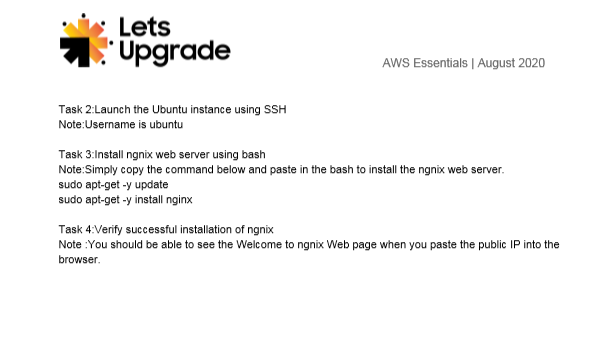 Lets
Upgrade
AWS Essentials | August 2020
Task 2:Launch the Ubuntu instance using SSH
Note:Username is ubuntu
Task 3:Install ngnix web server using bash
Note:Simply copy the command below and paste in the bash to install the ngnix web server.
sudo apt-get -y update
sudo apt-get -y install nginx
Task 4:Verify successful installation of ngnix
Note :You should be able to see the Welcome to ngnix Web page when you paste the public IP into the
browser.